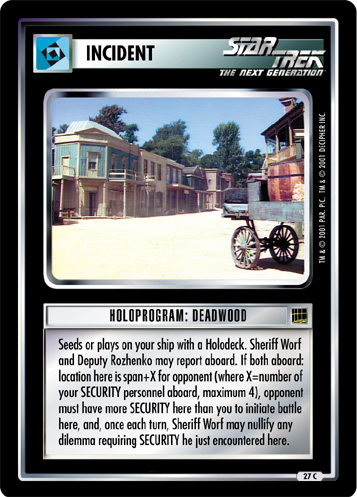 INCIDENT
STAR TREK
THE NEXT GENERATION
TM & © 2001 PAR. PIC. TM & © 2001 DECIPHER INC.
HOLOPROGRAM: DEADWOOD
Seeds or plays on your ship with a Holodeck. Sheriff Worf
and Deputy Rozhenko may report aboard. If both aboard:
location here is span+X for opponent (where X=number
of your SECURITY personnel aboard, maximum 4), opponent
must have more SECURITY here than you to initiate battle
here, and, once each turn, Sheriff Worf may nullify any
dilemma requiring SECURITY he just encountered here.
27 C